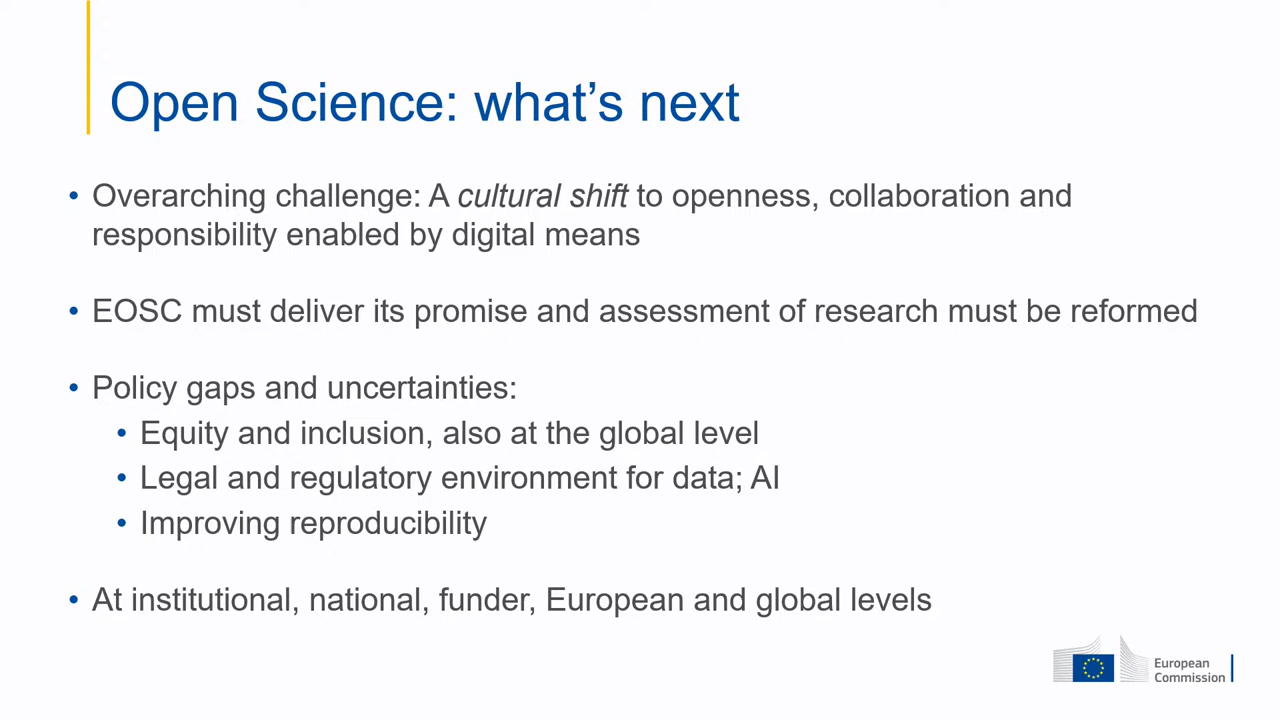 Open Science: what's next
• Overarching challenge: A cultural shift to openness, collaboration and
responsibility enabled by digital means
• EOSC must deliver its promise and assessment of research must be reformed
• Policy gaps and uncertainties:
• Equity and inclusion, also at the global level
• Legal and regulatory environment for data; AI
• Improving reproducibility
• At institutional, national, funder, European and global levels
European
Commission